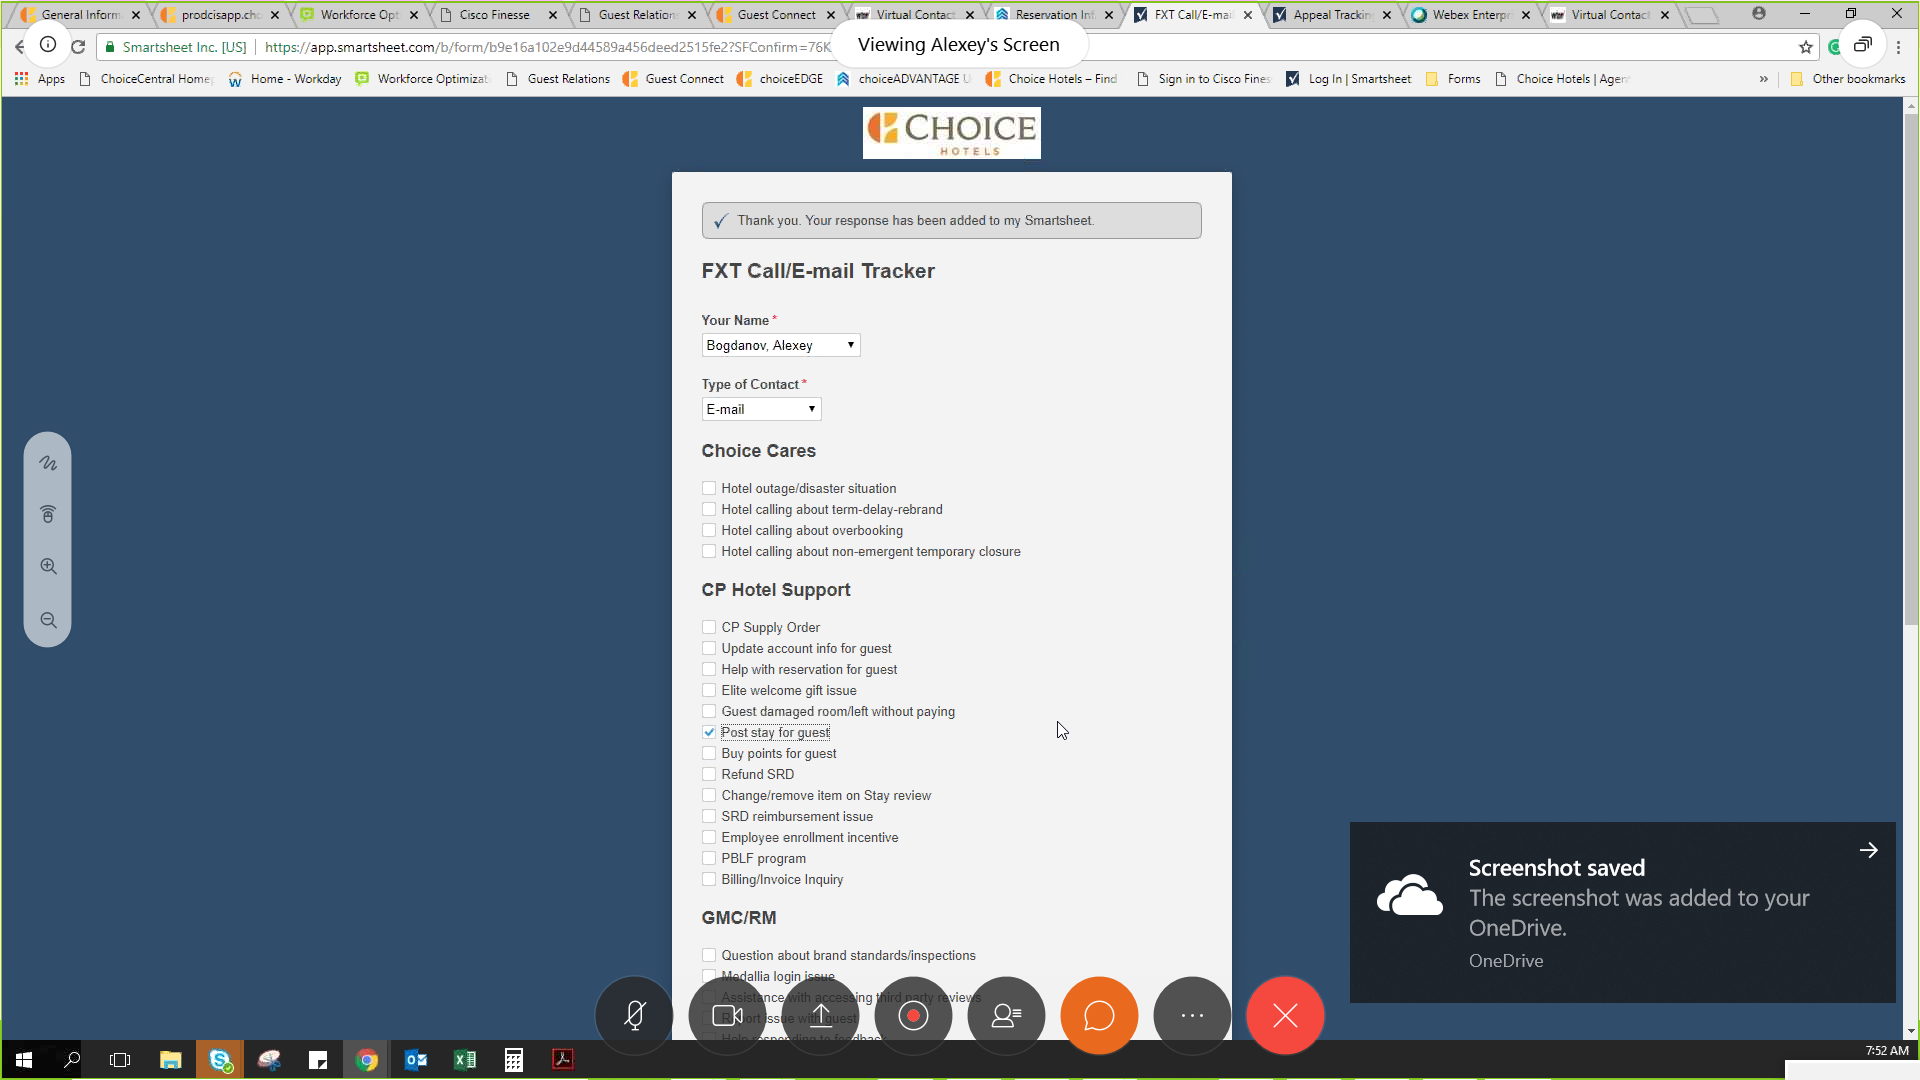 General Inform
prodcisapp.cho
Workforce Opti
Cisco Finesse
Guest Relation
Guest Connect
Virtual Contact
Reservation Inf
FXT Call/E-mai
Appeal Trackin
Webex Enterpr
Virtual Contact
Smartsheet Inc. [US]
https://app.smartsheet.com/b/form/b9e16a102e9d44589a456deed2515fe2?SFConfirm=76K
Viewing Alexey's Screen
Apps
ChoiceCentral Home
Home - Workday
Workforce Optimizat
Guest Relations
Guest Connect
choiceEDGE
choiceADVANTAGE U
Choice Hotels – Find
Sign in to Cisco Fines
Log In | Smartsheet
Forms
Choice Hotels | Agen
»
Other bookmarks
CHOICE
HOTELS
Thank you. Your response has been added to my Smartsheet.
FXT Call/E-mail Tracker
Your Name *
Bogdanov, Alexey
Type of Contact *
E-mail
Choice Cares
Hotel outage/disaster situation
Hotel calling about term-delay-rebrand
Hotel calling about overbooking
Hotel calling about non-emergent temporary closure
CP Hotel Support
CP Supply Order
Update account info for guest
Help with reservation for guest
Elite welcome gift issue
Guest damaged room/left without paying
Post stay for guest
Buy points for guest
Refund SRD
Change/remove item on Stay review
SRD reimbursement issue
Employee enrollment incentive
PBLF program
Billing/Invoice Inquiry
GMC/RM
Question about brand standards/inspections
Medallia login issue
Assistance with accessing third party reviews
Report issue with guest
Help responding to feedback
Screenshot saved
The screenshot was added to your
OneDrive.
OneDrive
7:52 AM